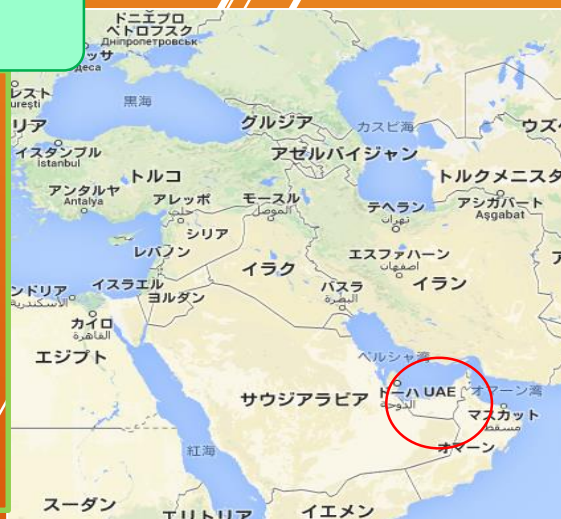 ドニエプロ
ペトロフスク
Дніпропетровськ
ッサ
деса
レスト
urești
黒海
リア
グルジア
カスピ海
ウズ
イスタンブル
Istanbul
アゼルバイジャン
トルコ
トルクメニスタ
アンタルヤ
Antalya
アレッポ
حلب
モースル
الموصل
テヘラン
تهران
アシガバート
Aşgabat
シリア
レバノン
イラク
エスファハーン
اصفهان
イラン
バスラ
البصرة
ンドリア
الاسكندرية
イスラエル
ヨルダン
カイロ
القاهرة
エジプト
ペルシャ湾
サウジアラビア
ドーハ
الدوحة
UAE
オマーン湾
マスカット
مسقط
オマーン
紅海
スーダン
エリトリア
イエメン